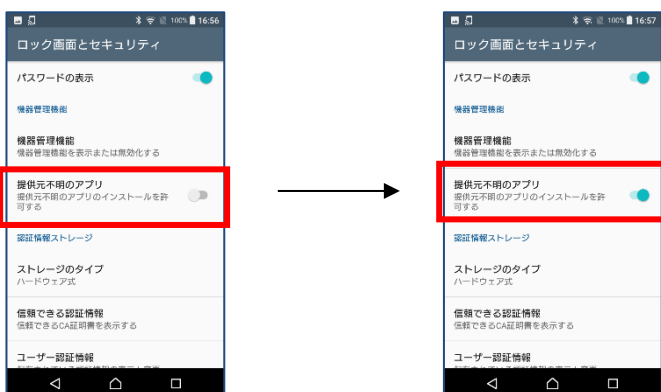 100% 16:56
ロック画面とセキュリティ
パスワードの表示
機器管理機能
機器管理機能
機器管理機能を表示または無効化する
提供元不明のアプリ
提供元不明のアプリのインストールを許
可する
認証情報ストレージ
ストレージのタイプ
ハードウェア式
信頼できる認証情報
信頼できるCA証明書を表示する
ユーザー認証情報
100% 16:57
ロック画面とセキュリティ
パスワードの表示
機器管理機能
機器管理機能
機器管理機能を表示または無効化する
提供元不明のアプリ
提供元不明のアプリのインストールを許
可する
認証情報ストレージ
ストレージのタイプ
ハードウェア式
信頼できる認証情報
信頼できるCA証明書を表示する
ユーザー認証情報